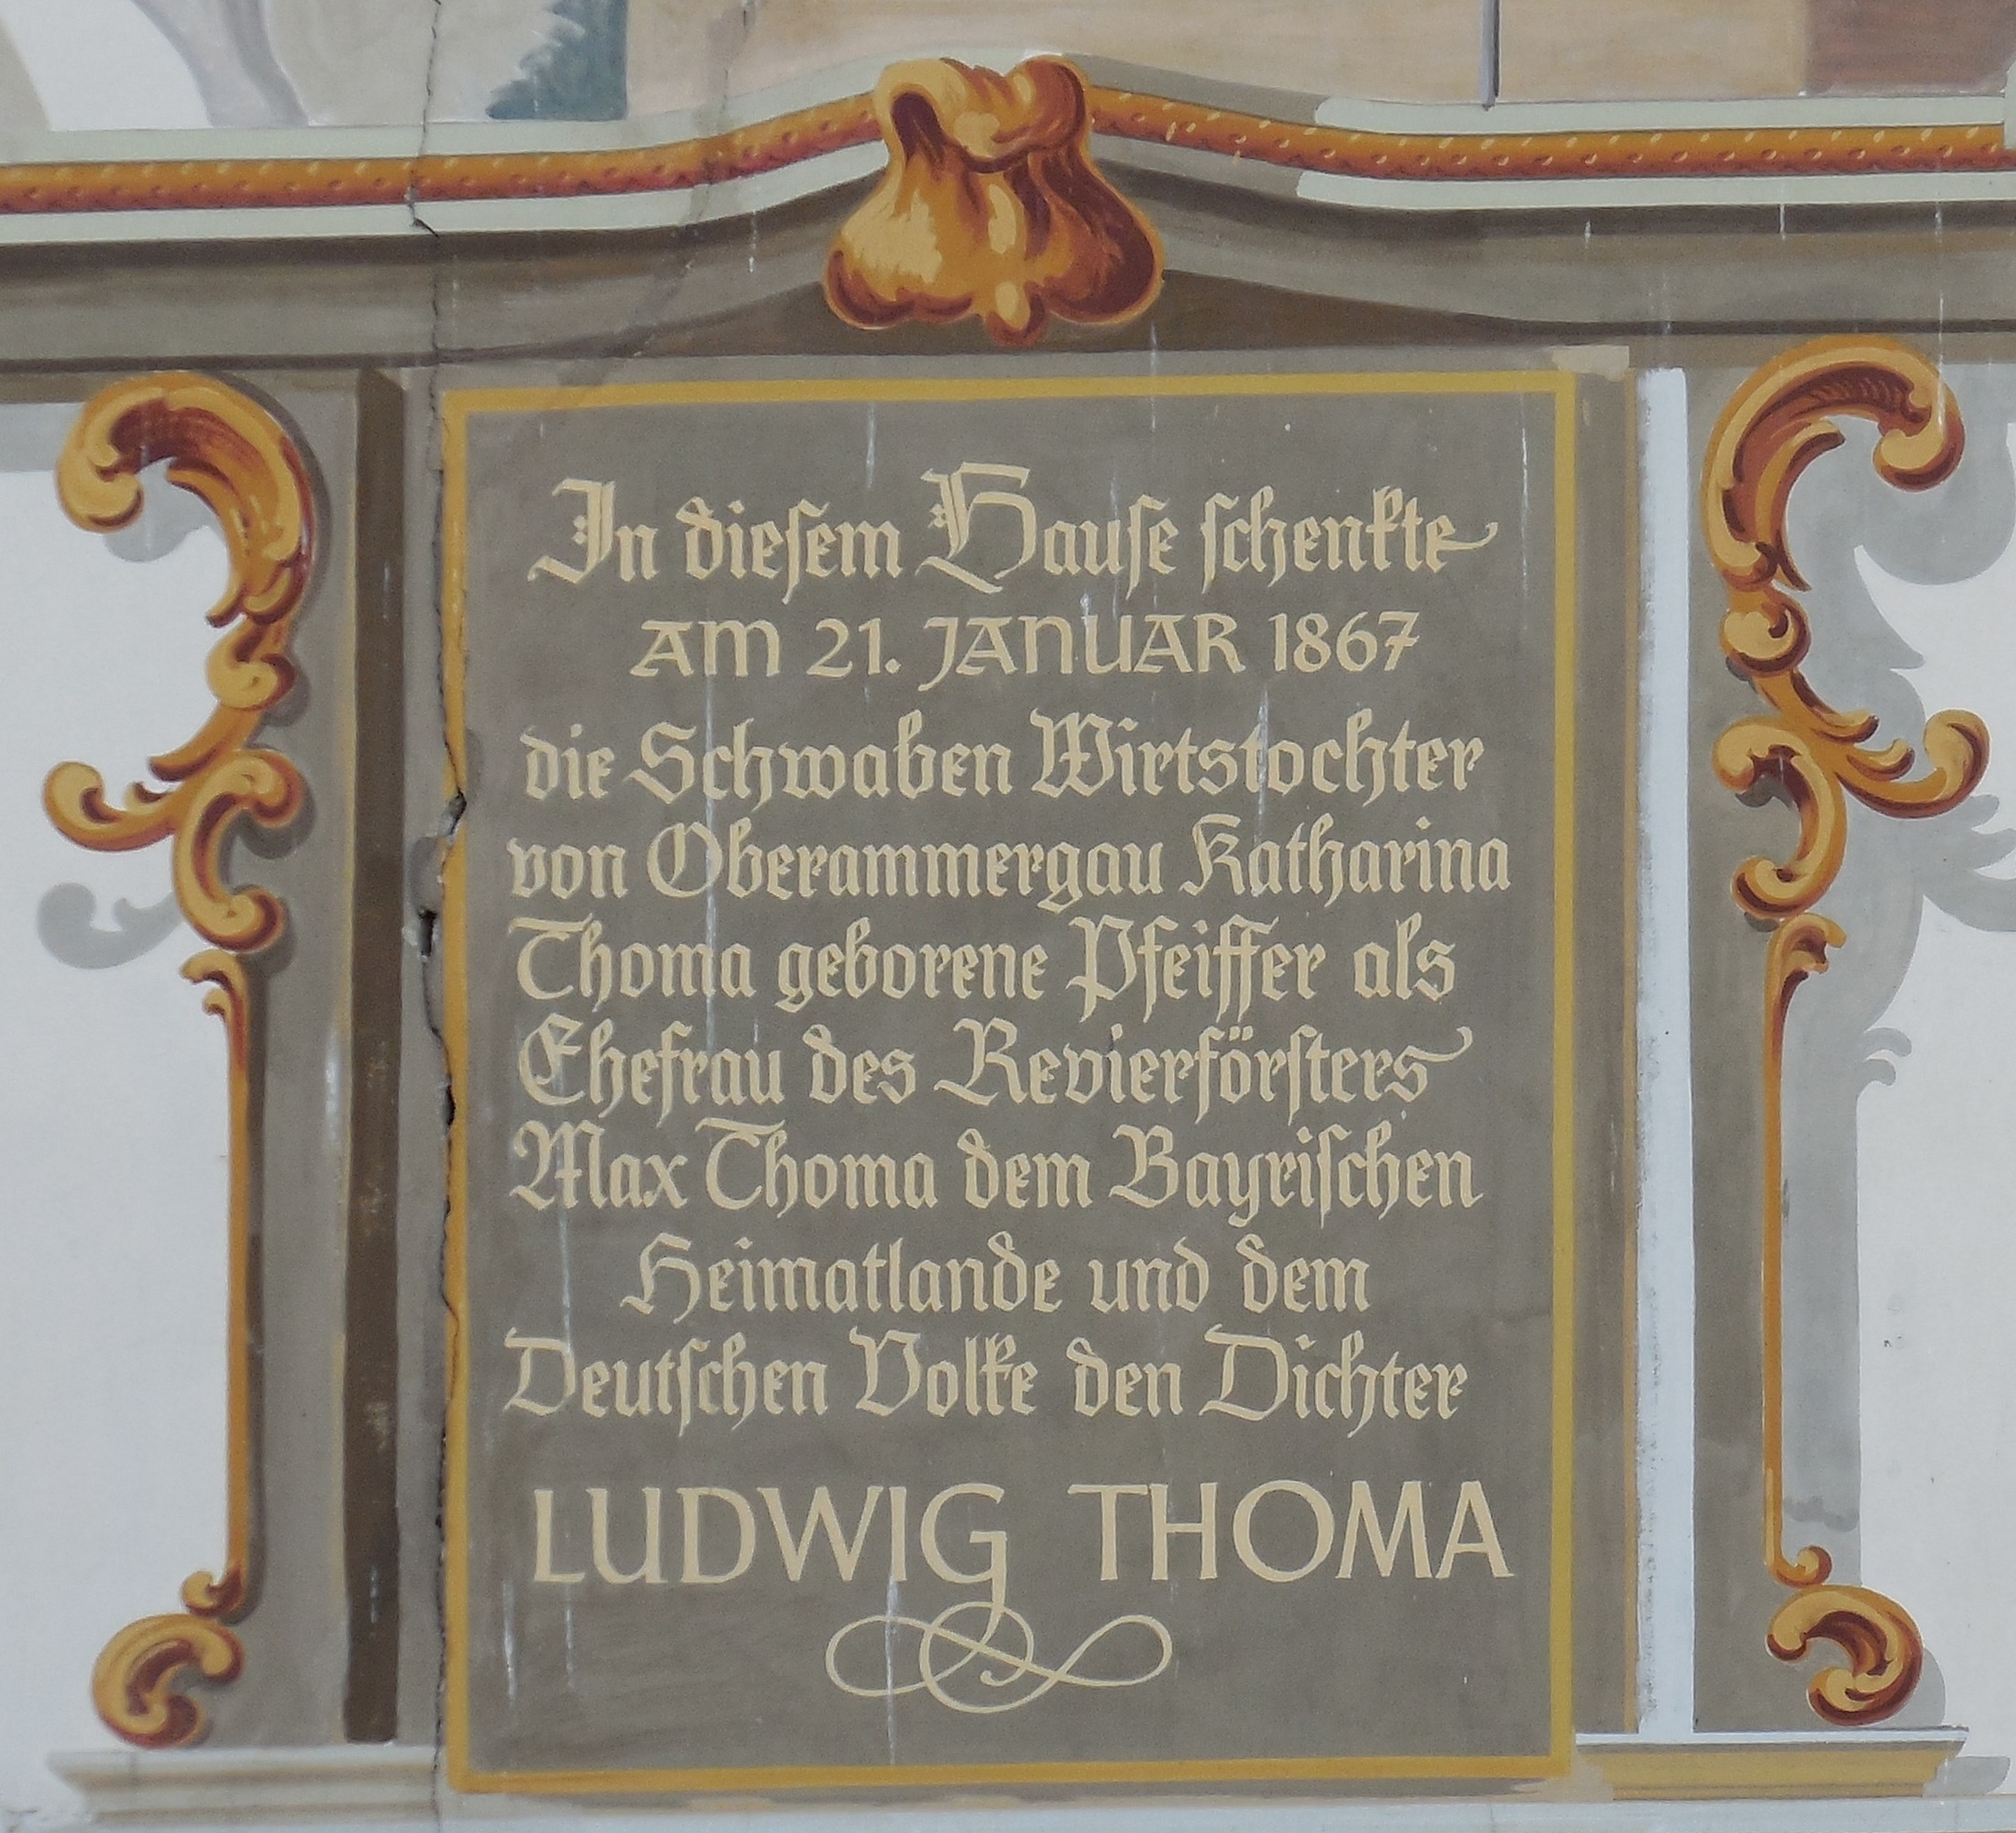 In dieſem Hauſe ſchenkte
AM 21. JANUAR 1867
die Schwaben Wirtstochter
von Oberammergau Katharina
Thoma geborene Pfeiffer als
Ehefrau des Revierförſters
Max Thoma dem Bayriſchen
Heimatlande und dem
Deutſchen Volke den Dichter
LUDWIG THOMA